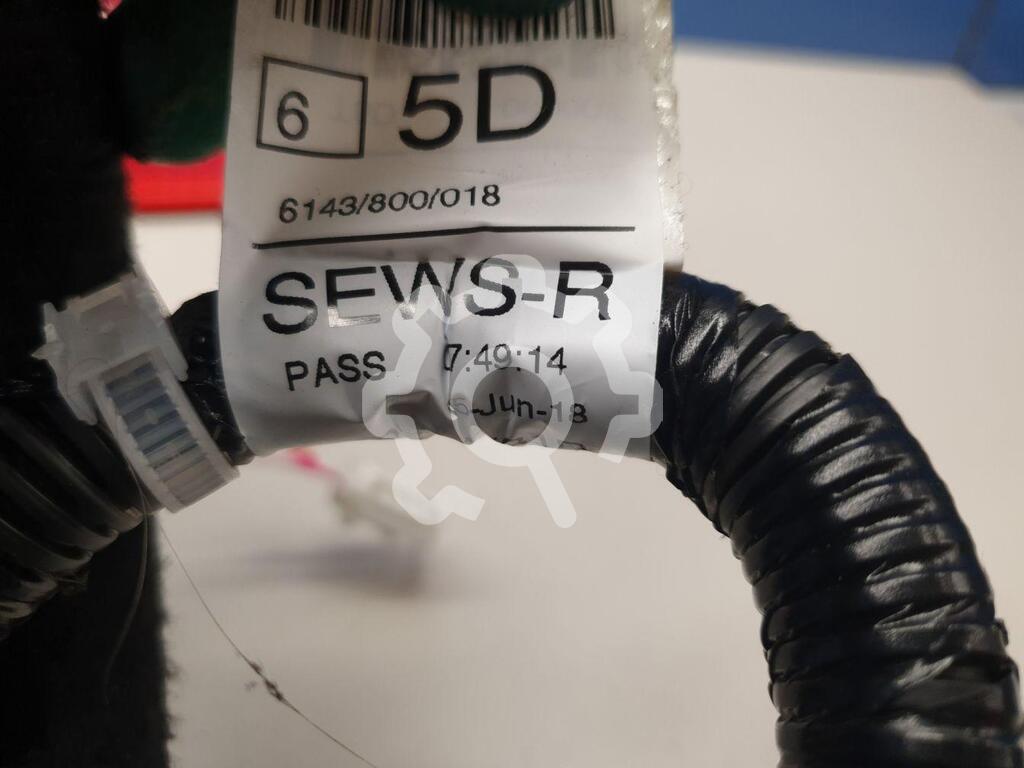 6 5D
6143/800/018
SEWS-R
PASS 7:49:14
-Jun-18